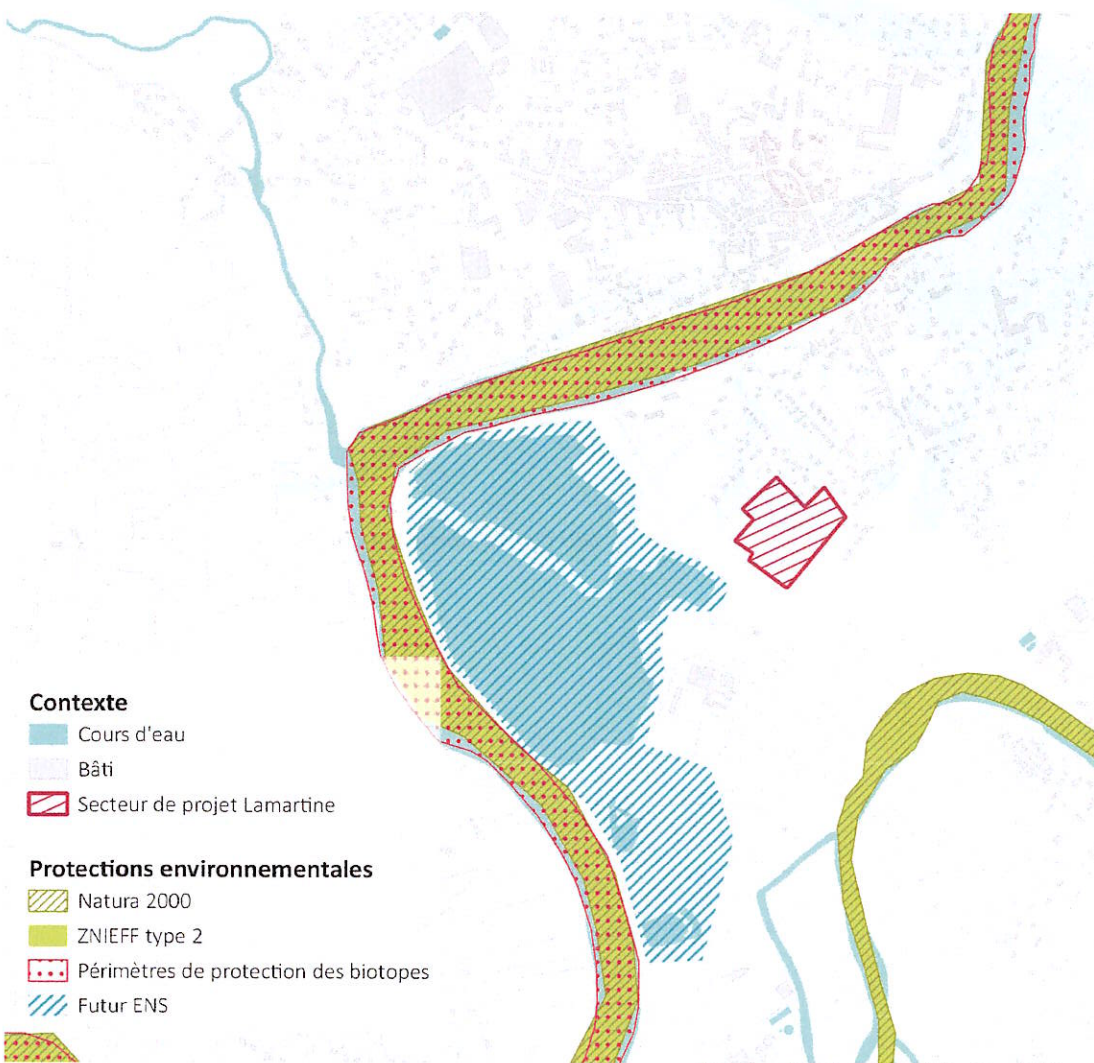 Contexte
Cours d'eau
Bâti
Secteur de projet Lamartine
Protections environnementales
Natura 2000
ZNIEFF type 2
Périmètres de protection des biotopes
Futur ENS